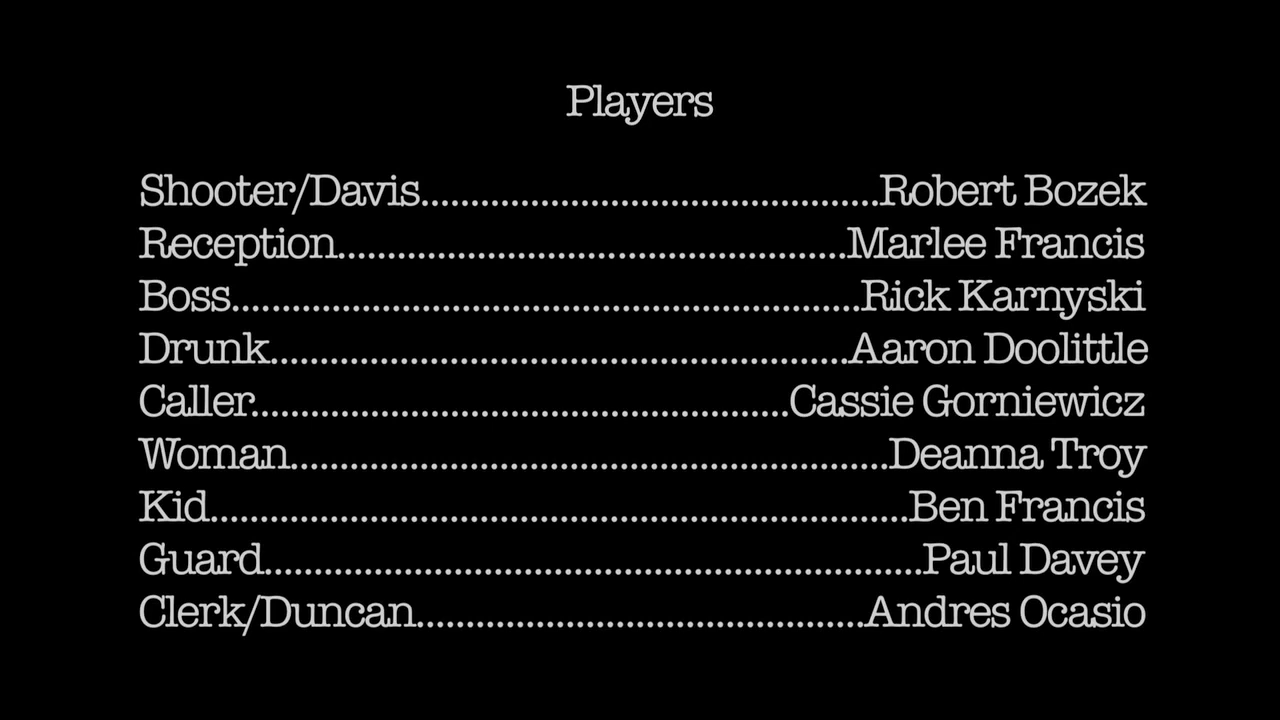 Players
Shooter/Davis..............................................Robert Bozek
Reception...................................................Marlee Francis
Boss...............................................................Rick Karnyski
Drunk..........................................................Aaron Doolittle
Caller......................................................Cassie Gorniewicz
Woman............................................................Deanna Troy
Kid......................................................................Ben Francis
Guard..................................................................Paul Davey
Clerk/Duncan.............................................Andres Ocasio